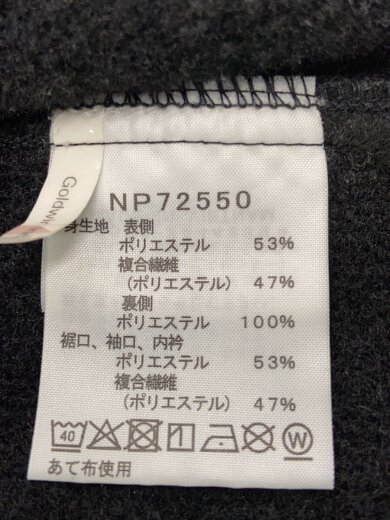 Goldwin
NP72550
身生地 表側
ポリエステル 53%
複合繊維
(ポリエステル) 47%
裏側
ポリエステル 100%
裾口、袖口、内衿
ポリエステル 53%
複合繊維
(ポリエステル) 47%
40 W
あて布使用